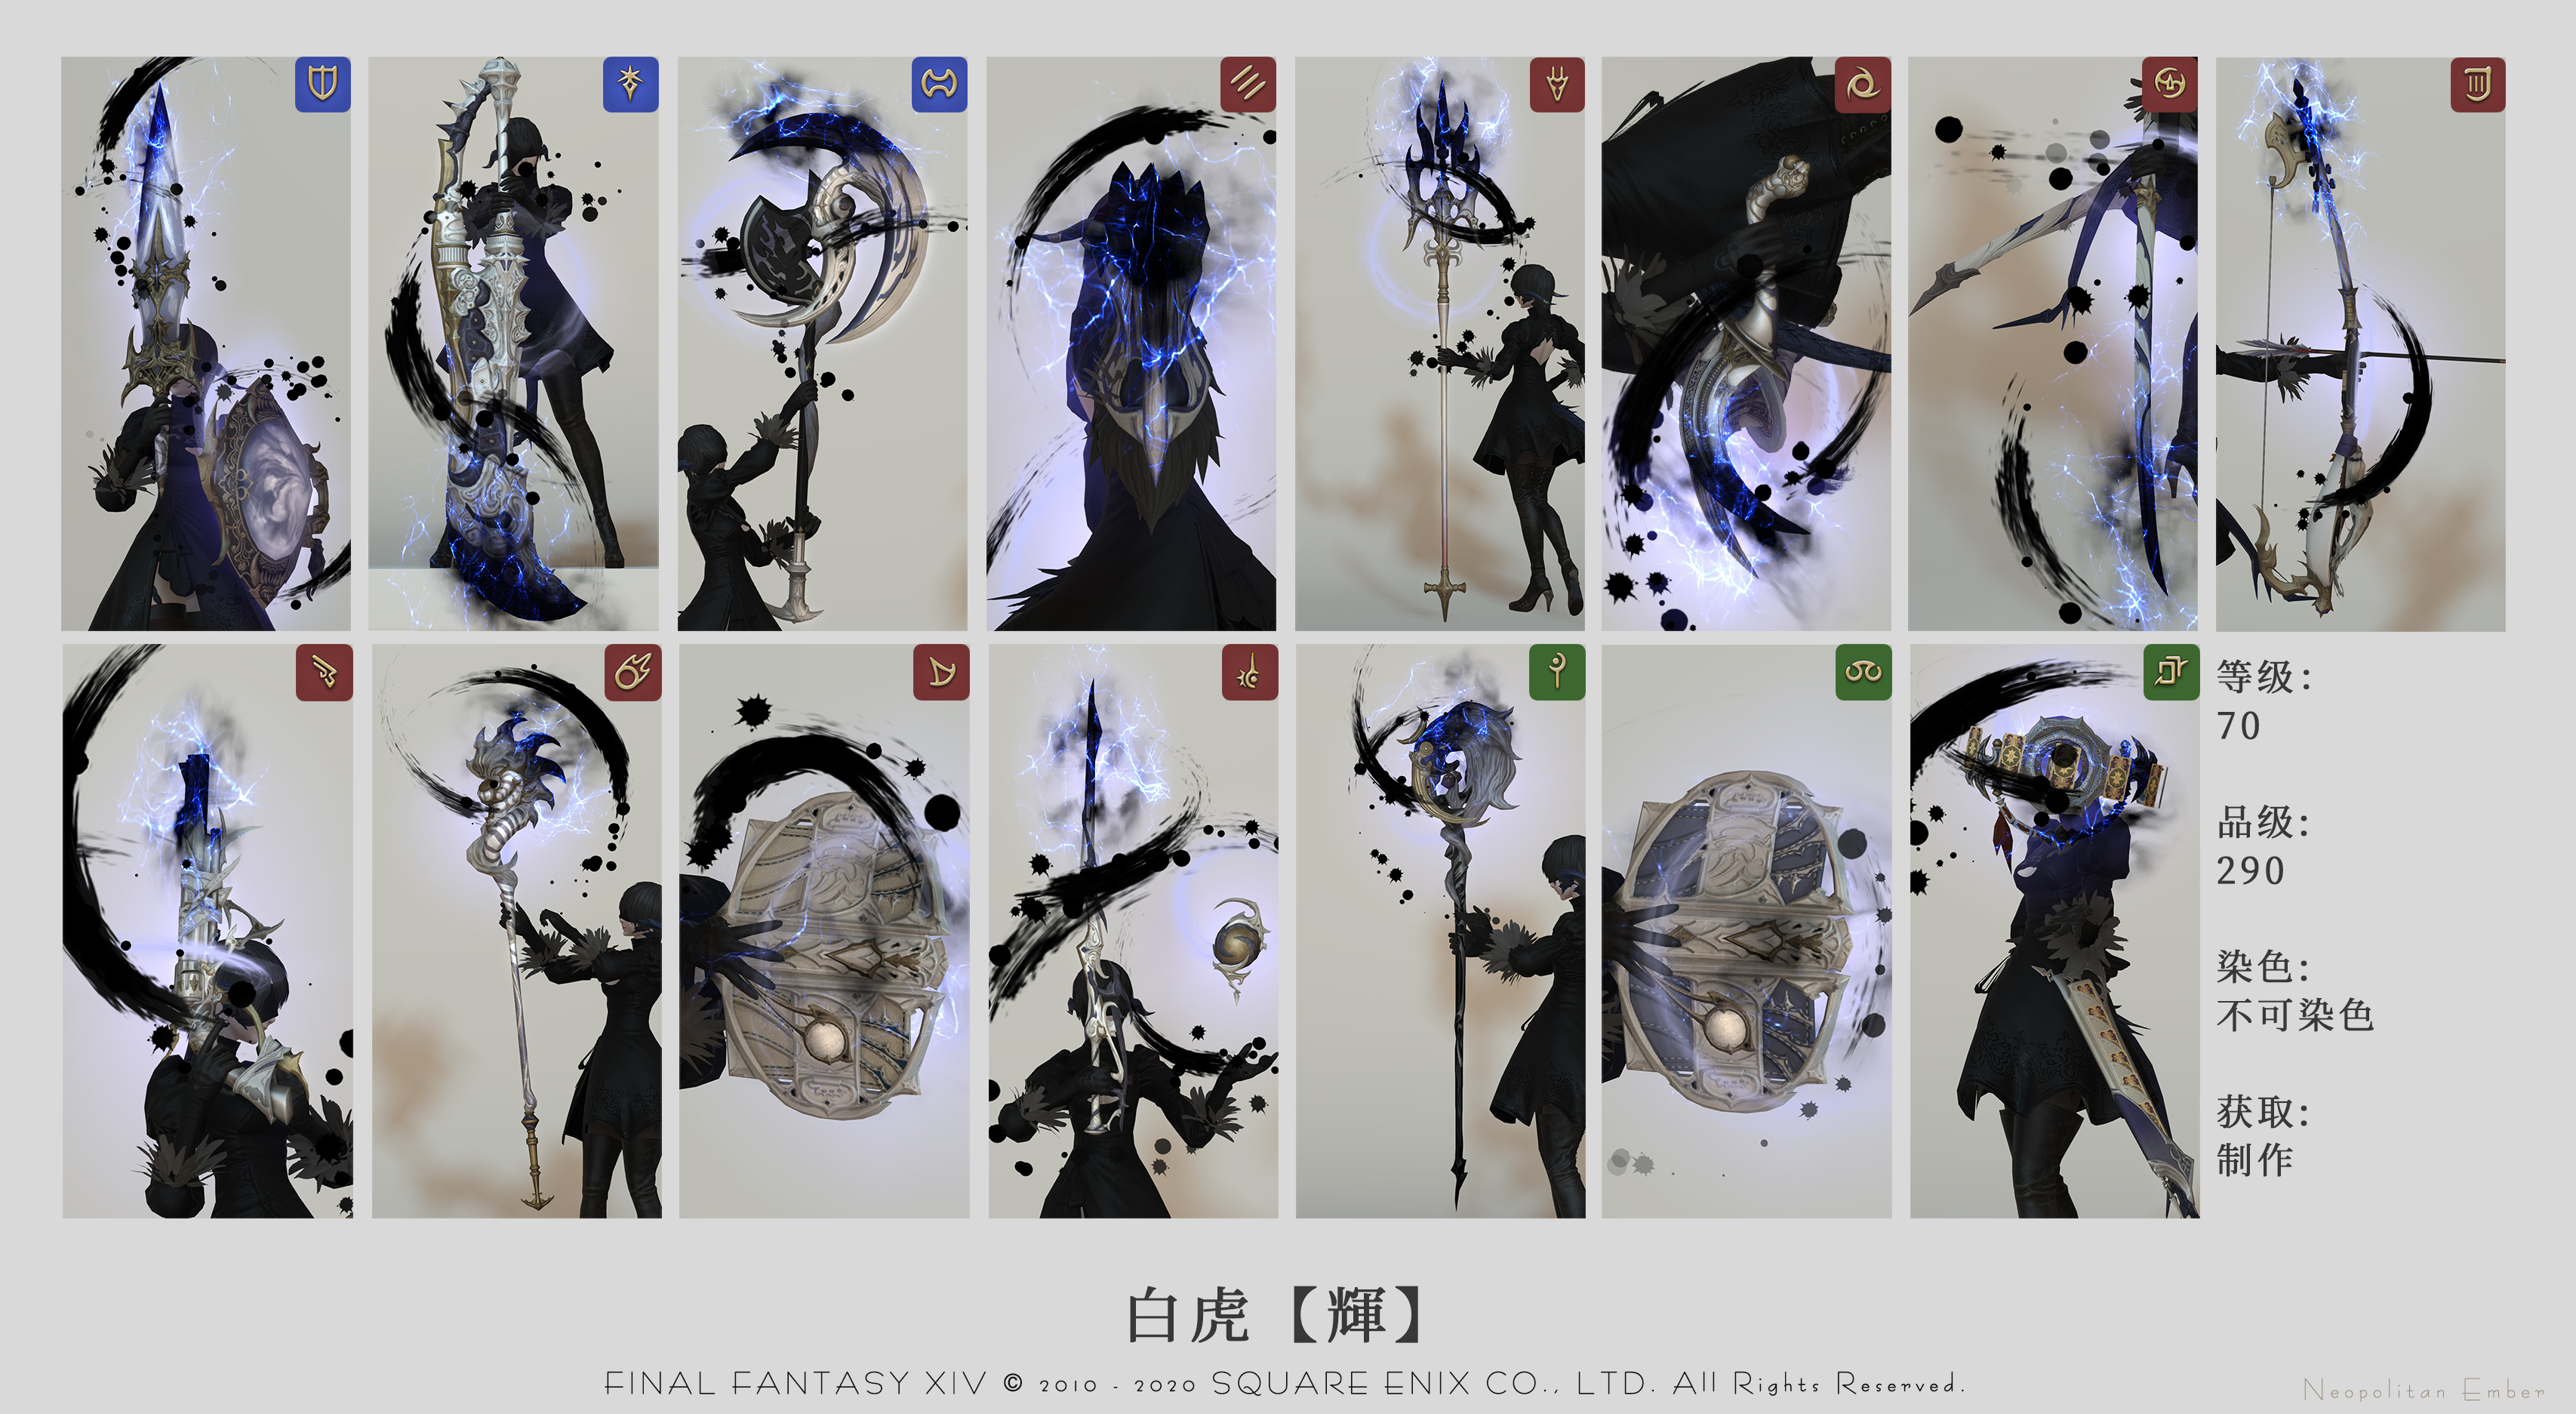 等级：
70
品级：
290
染色：
不可染色
获取：
制作
白虎【輝】
FINAL FANTASY XIV © 2010 - 2020 SQUARE ENIX CO., LTD. All Rights Reserved.
Neopolitan Ember